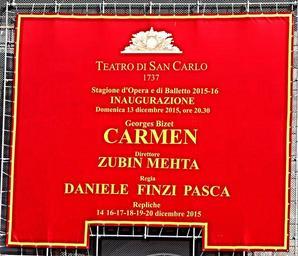 TEATRO DI SAN CARLO
1737
Stagione d'Opera e di Balletto 2015-16
INAUGURAZIONE
Domenica 13 dicembre 2015, ore 20.30
Georges Bizet
CARMEN
Direttore
ZUBIN MEHTA
Regia
DANIELE FINZI PASCA
Repliche
14 16-17-18-19-20 dicembre 2015